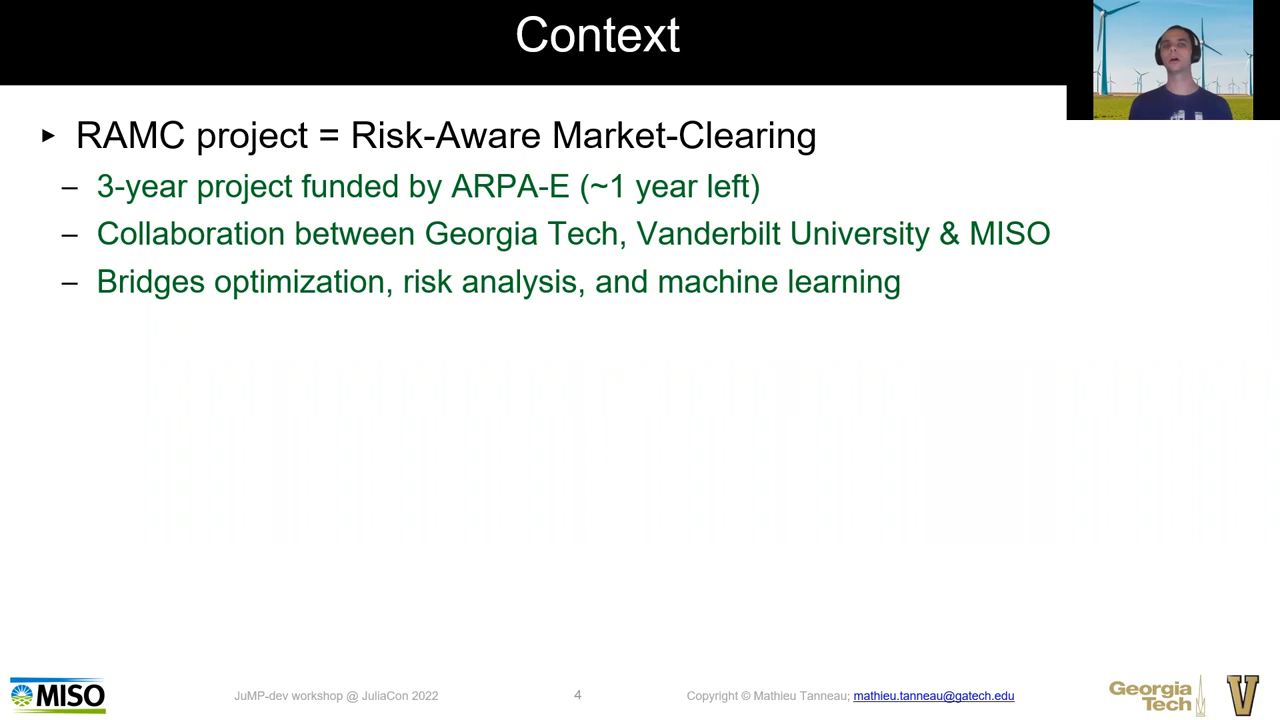 Context
► RAMC project = Risk-Aware Market-Clearing
– 3-year project funded by ARPA-E (~1 year left)
– Collaboration between Georgia Tech, Vanderbilt University & MISO
– Bridges optimization, risk analysis, and machine learning
MISO
JuMP-dev workshop @ JuliaCon 2022
4
Copyright © Mathieu Tanneau; mathieu.tanneau@gatech.edu
Georgia
Tech
V